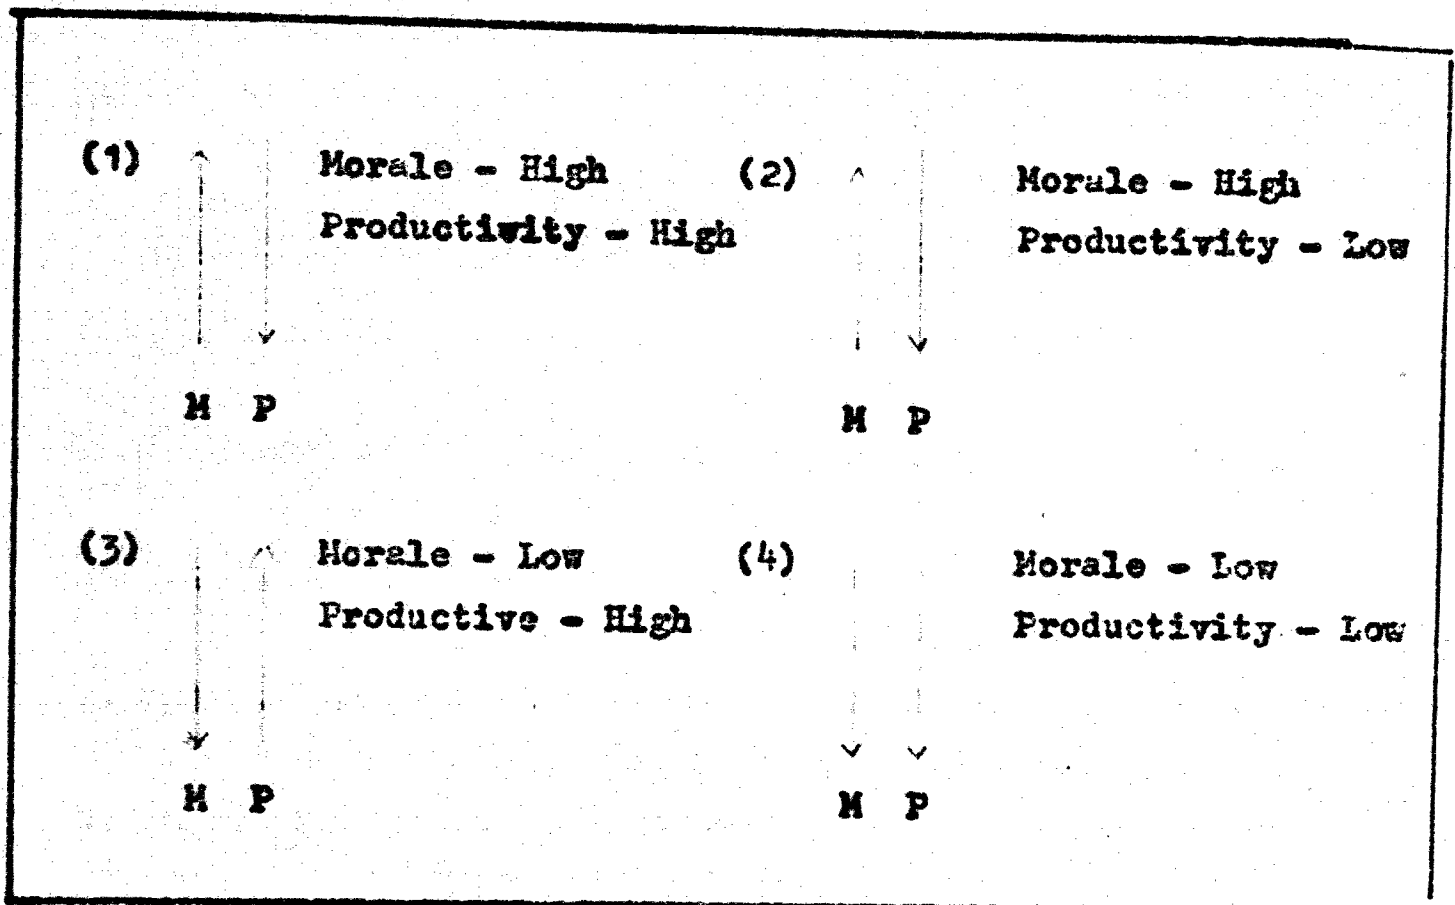 (1) Morale - High (2) Morale - High
Productivity - High Productivity - Low
M P M P
(3) Morale - Low (4) Morale - Low
Productive - High Productivity - Low
M P M P